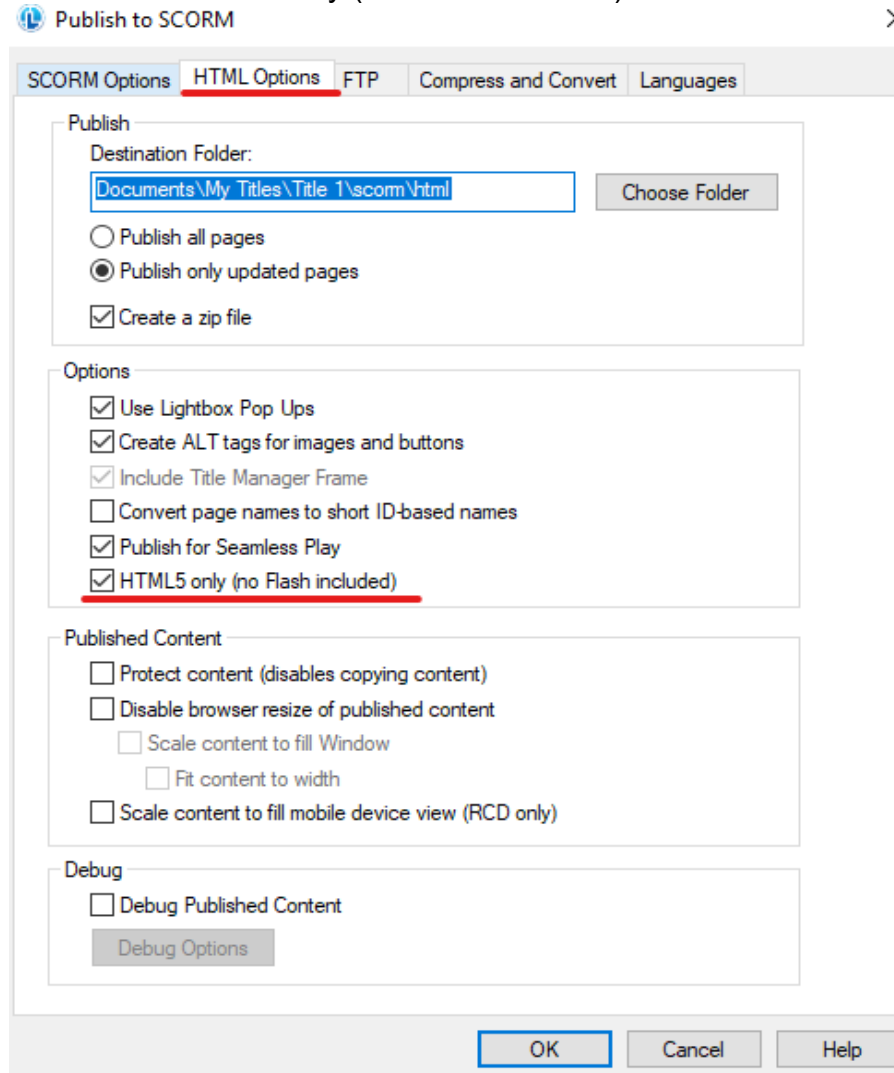 Publish to SCORM
SCORM Options HTML Options FTP Compress and Convert Languages
Publish
Destination Folder:
Documents\My Titles\Title 1\scorm\html Choose Folder
Publish all pages
Publish only updated pages
Create a zip file
Options
Use Lightbox Pop Ups
Create ALT tags for images and buttons
Include Title Manager Frame
Convert page names to short ID-based names
Publish for Seamless Play
HTML5 only (no Flash included)
Published Content
Protect content (disables copying content)
Disable browser resize of published content
Scale content to fill Window
Fit content to width
Scale content to fill mobile device view (RCD only)
Debug
Debug Published Content
Debug Options
OK Cancel Help